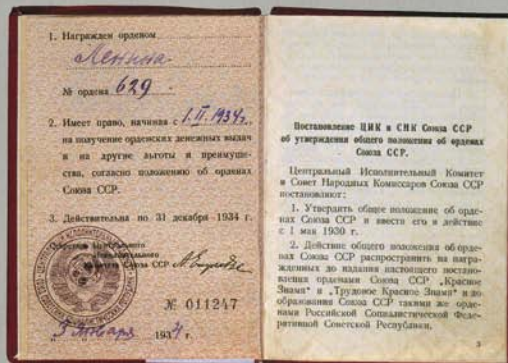 1. Награжден орденом
Ленина
№ ордена 629
2. Имеет право, начиная с 1.II.1934г.
на получение орденских денежных выдач
и на другие льготы и преимуще-
ства, согласно положению об орденах
Союза ССР.
3. Действительна по 31 декабря 1934 г.
Секретарь Центрального
Исполнительного
Комитета Союза ССР
№ 011247
"5" Января 1934 г.
Постановление ЦИК и СНК Союза ССР
об утверждении общего положения об орденах
Союза ССР.
Центральный Исполнительный Комитет
и Совет Народных Комиссаров Союза ССР
постановляют:
1. Утвердить общее положение об орде-
нах Союза ССР и ввести его в действие
с 1 мая 1930 г.
2. Действие общего положения об орде-
нах Союза ССР распространить на награ-
жденных до издания настоящего постано-
вления орденами Союза ССР „Красное
Знамя" и „Трудовое Красное Знамя" и до
образования Союза ССР такими же орде-
нами Российской Социалистической Феде-
ративной Советской Республики.
3